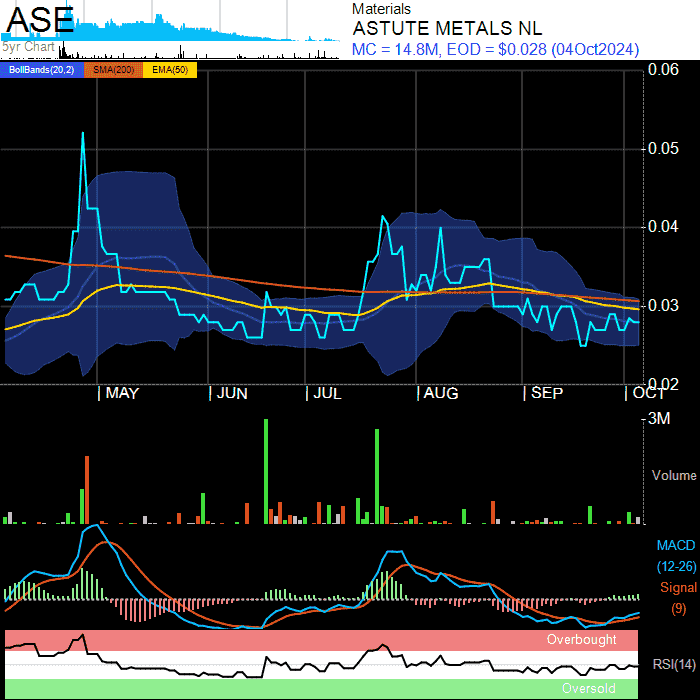 ASE
5yr Chart
Materials
ASTUTE METALS NL
MC = 14.8M, EOD = $0.028 (04Oct2024)
BollBands(20,2) SMA(200) EMA(50)
0.06
0.05
0.04
0.03
0.02
MAY JUN JUL AUG SEP OCT
3M
Volume
MACD
(12-26)
Signal
(9)
Overbought
RSI(14)
Oversold